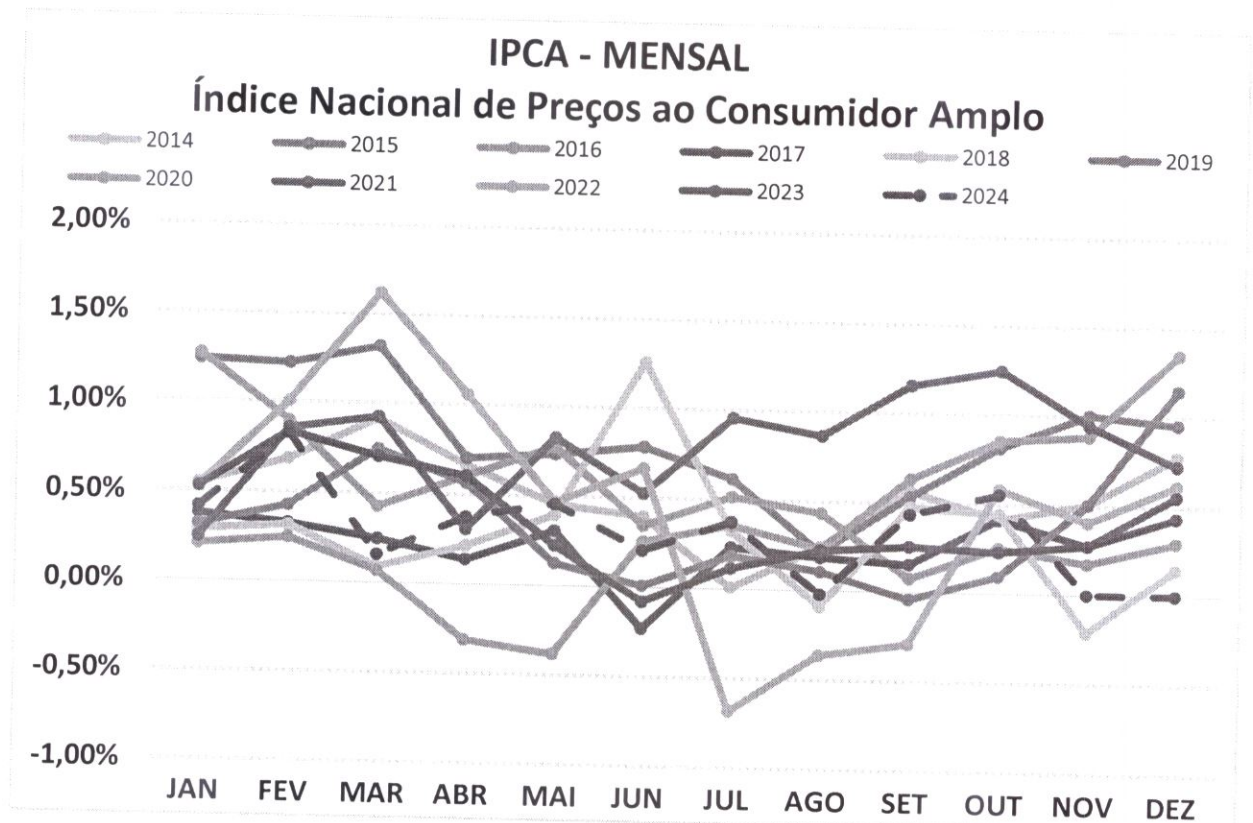 IPCA - MENSAL
Índice Nacional de Preços ao Consumidor Amplo
2014 2015 2016 2017 2018 2019
2020 2021 2022 2023 2024
2,00%
1,50%
1,00%
0,50%
0,00%
-0,50%
-1,00%
JAN FEV MAR ABR MAI JUN JUL AGO SET OUT NOV DEZ